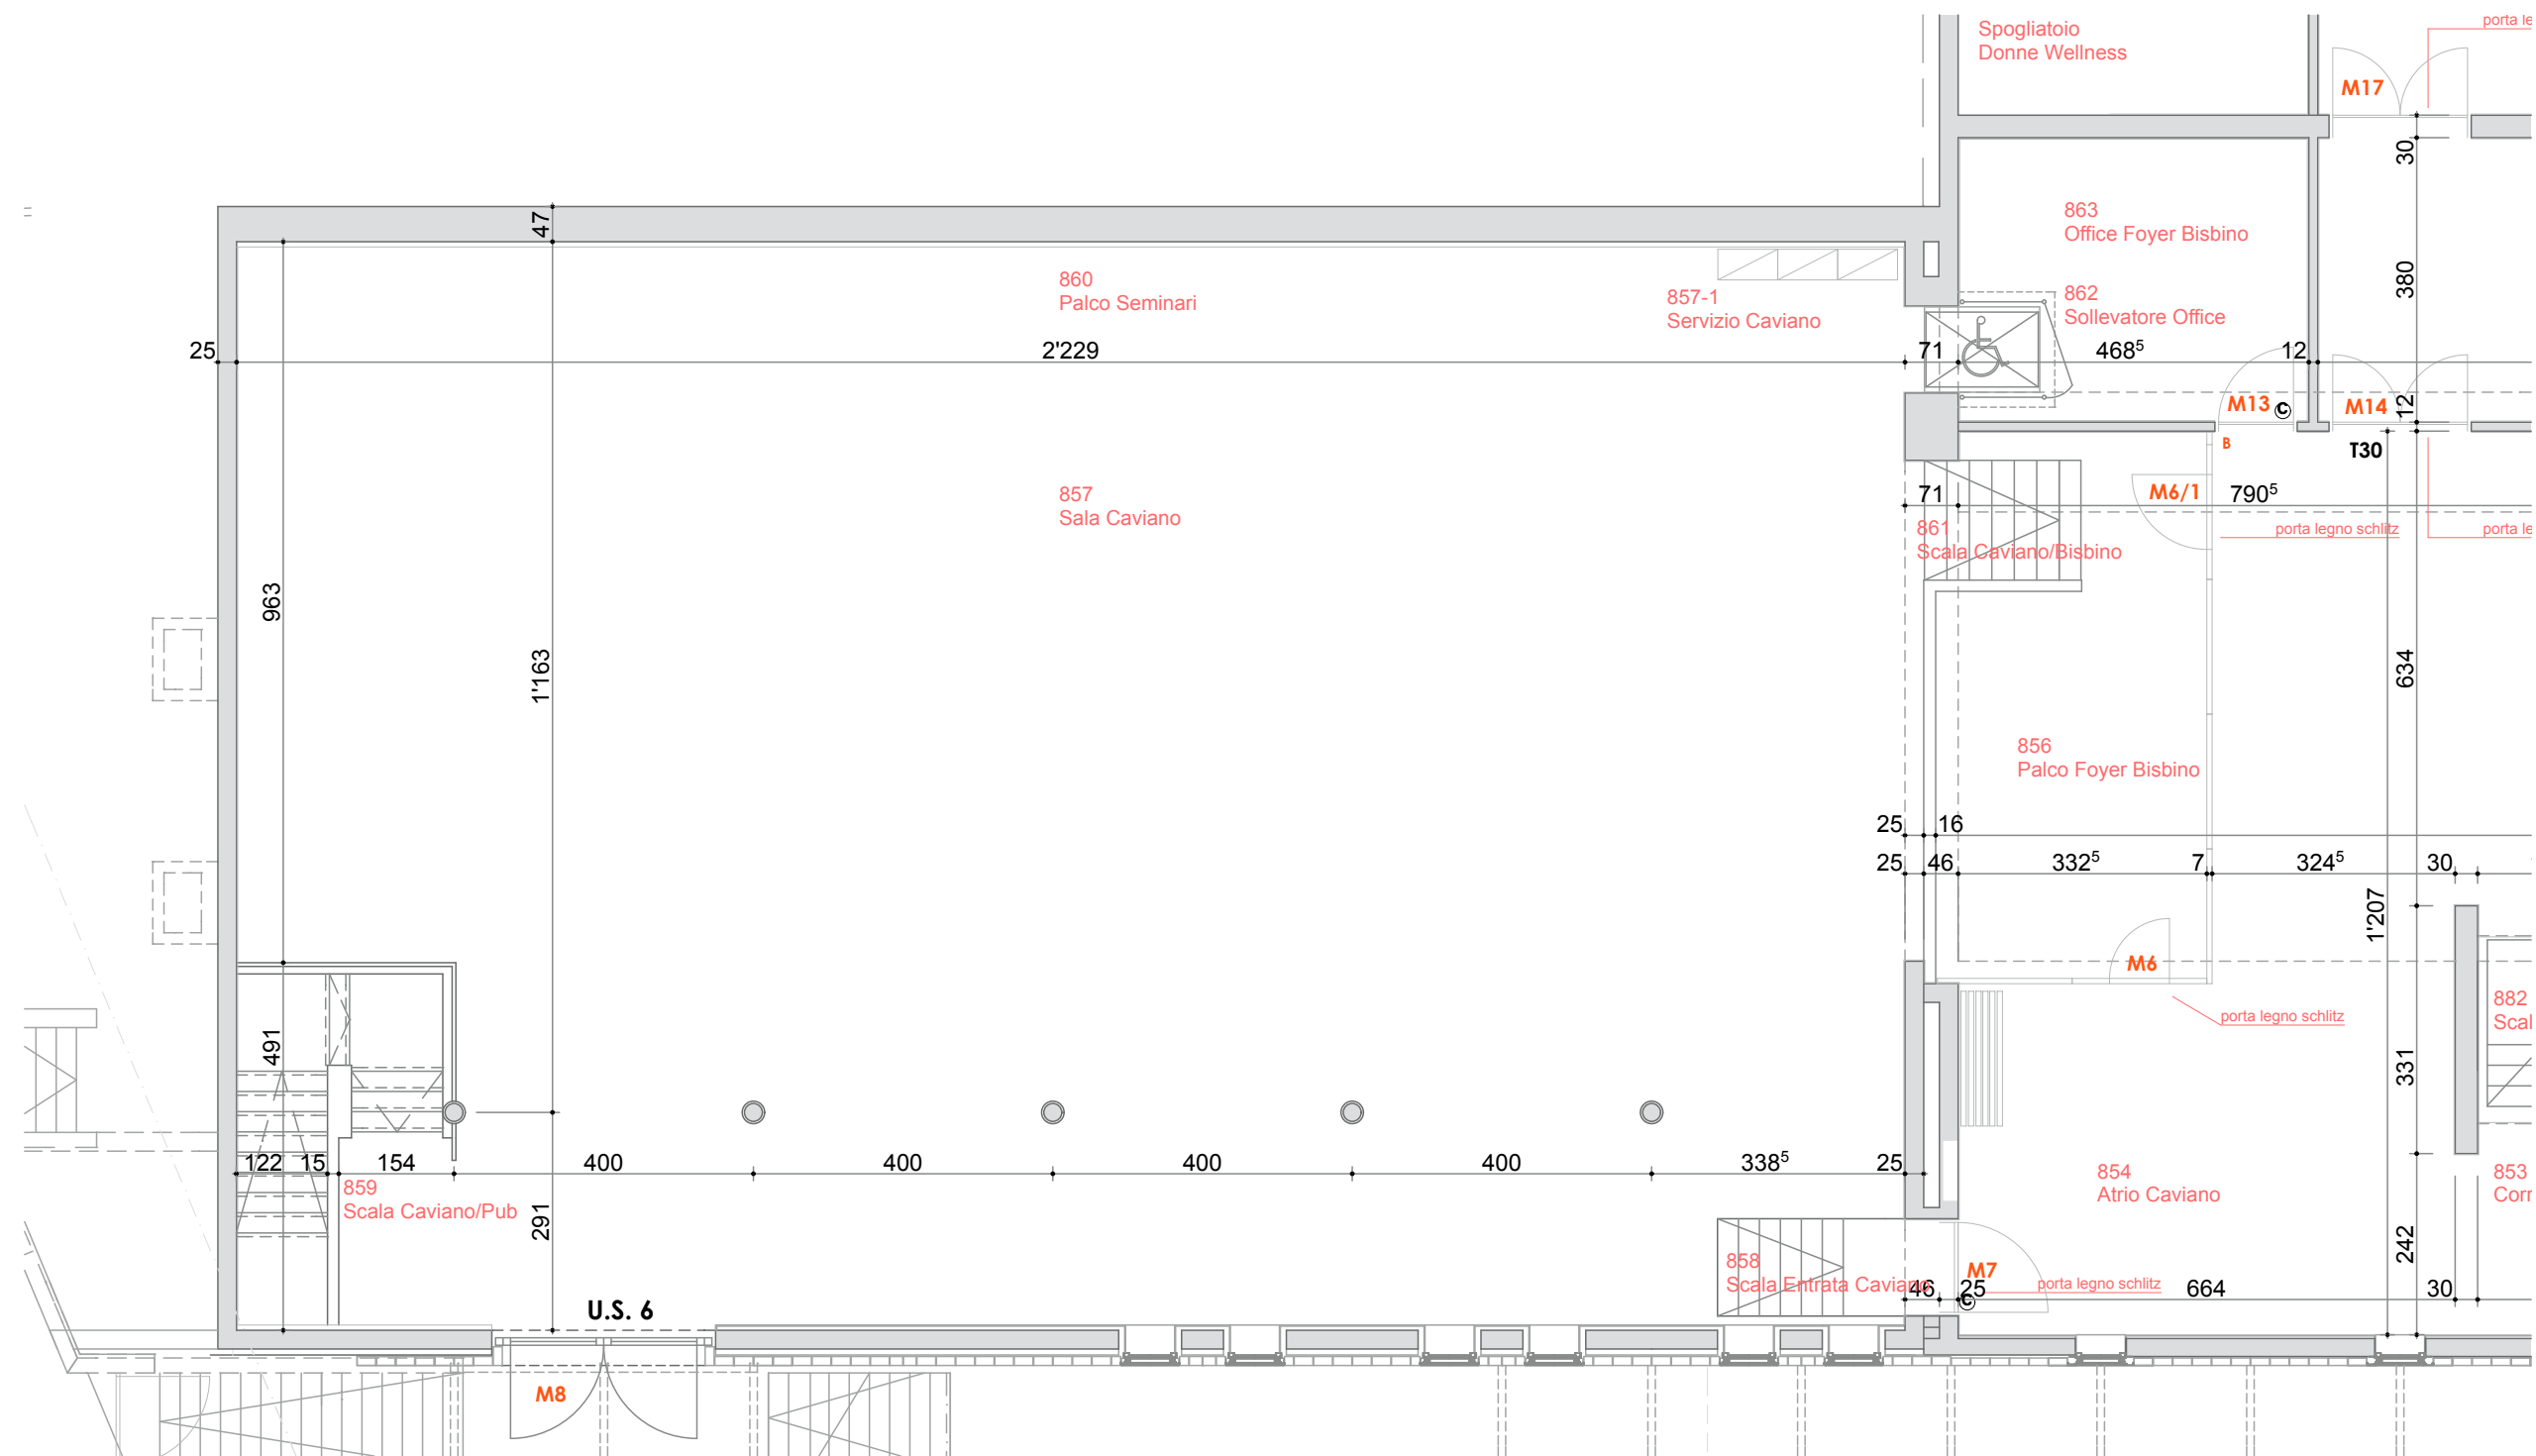 Spogliatoio
Donne Wellness
porta le
M17
30
47
863
Office Foyer Bisbino
860
Palco Seminari
857-1
Servizio Caviano
862
Sollevatore Office
380
25
2'229
71
468⁵
12
M13 C
M14
12
B
T30
857
Sala Caviano
71
M6/1
790⁵
861
Scala Caviano/Bisbino
porta legno schlitz
porta le
963
1'163
634
856
Palco Foyer Bisbino
25
16
25
46
332⁵
7
324⁵
30
1'207
M6
882
Scal
porta legno schlitz
491
331
122
15
154
400
400
400
400
338⁵
25
859
Scala Caviano/Pub
854
Atrio Caviano
853
Corr
291
242
858
Scala Entrata Caviano
M7
46
25
C
porta legno schlitz
664
30
U.S. 6
M8